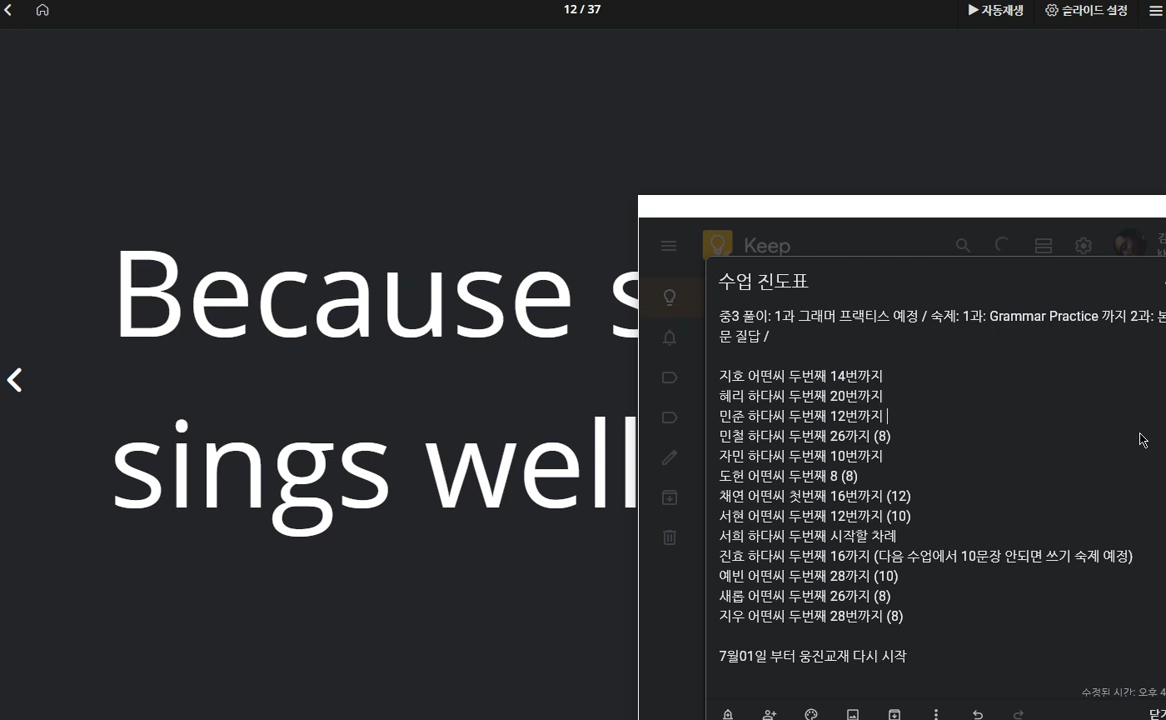 12 / 37
자동재생
슬라이드 설정
Because s
sings well
Keep
수업 진도표
중3 풀이: 1과 그래머 프랙티스 예정 / 숙제: 1과: Grammar Practice 까지 2과: 본
문 질답 /
지호 어떤씨 두번째 14번까지
혜리 하다씨 두번째 20번까지
민준 하다씨 두번째 12번까지
민철 하다씨 두번째 26까지 (8)
자민 하다씨 두번째 10번까지
도헌 어떤씨 두번째 8 (8)
채연 어떤씨 첫번째 16번까지 (12)
서현 어떤씨 두번째 12번까지 (10)
서희 하다씨 두번째 시작할 차례
진효 하다씨 두번째 16까지 (다음 수업에서 10문장 안되면 쓰기 숙제 예정)
예빈 어떤씨 두번째 28까지 (10)
새롭 어떤씨 두번째 26까지 (8)
지우 어떤씨 두번째 28번까지 (8)
7월01일 부터 웅진교재 다시 시작
수정된 시간: 오후 4